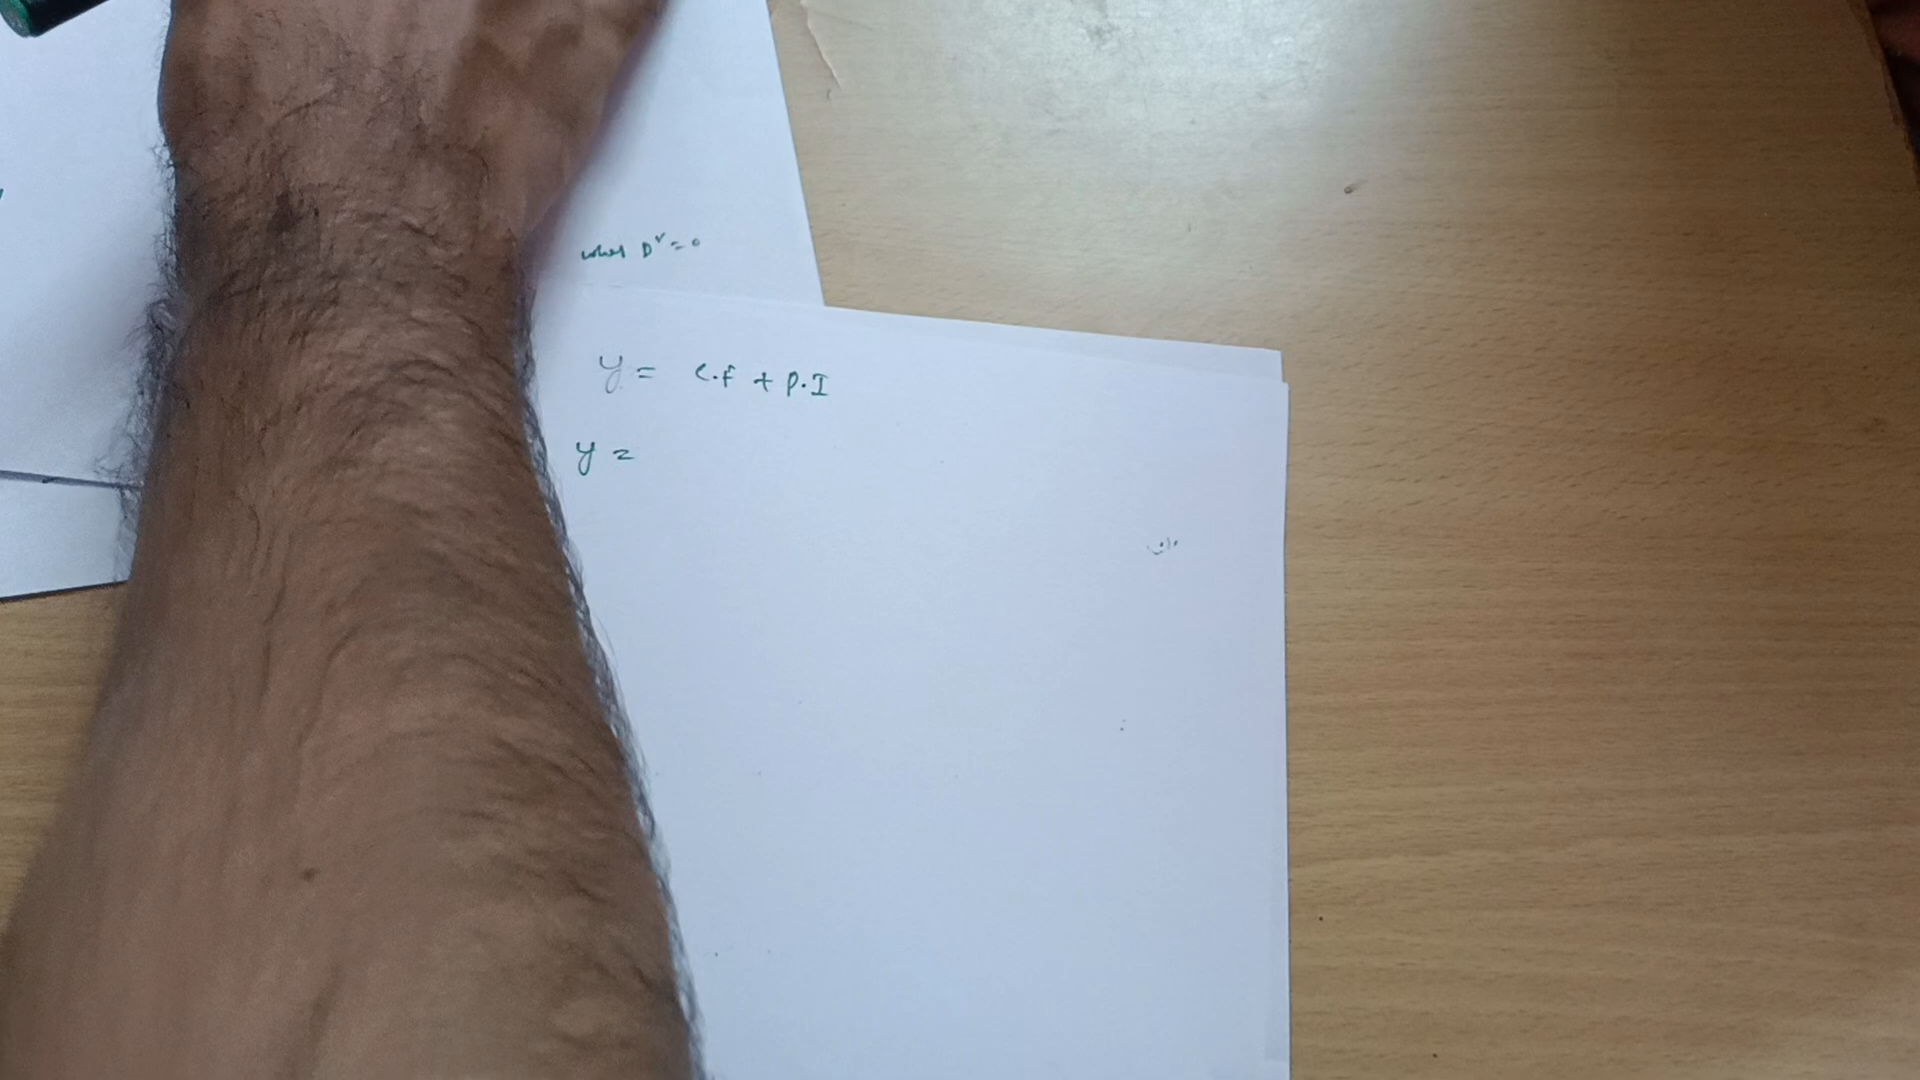 when D² = 0
y = C.F + P.I
y =